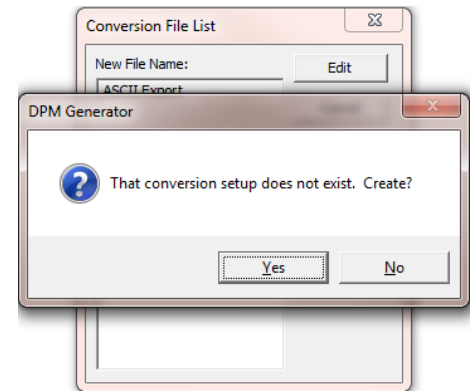 Conversion File List
New File Name:
Edit
ASCII Export
DPM Generator
That conversion setup does not exist. Create?
Yes
No